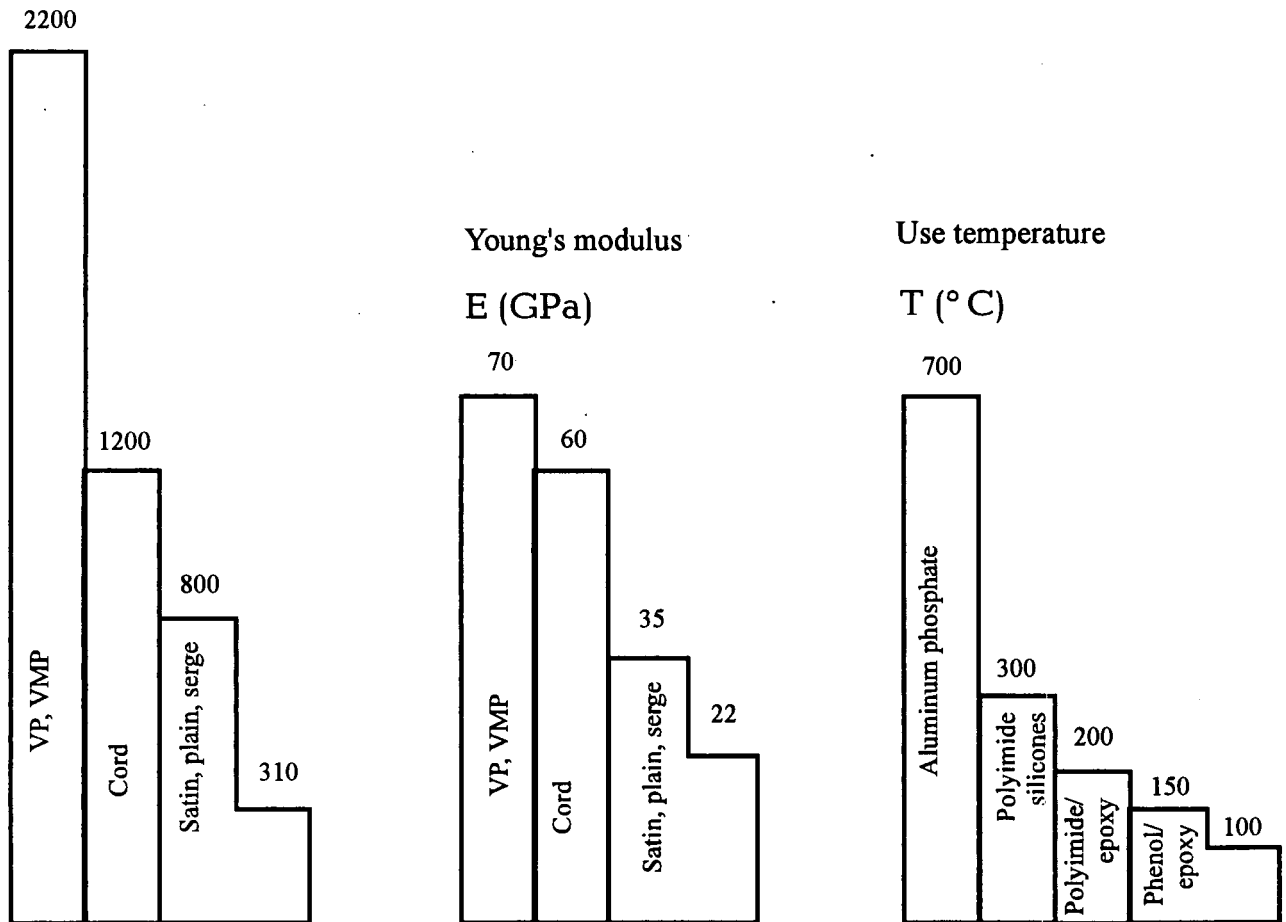 2200
1200
800
310
VP, VMP
Cord
Satin, plain, serge
Young's modulus
E (GPa)
70
60
35
22
VP, VMP
Cord
Satin, plain, serge
Use temperature
T (° C)
700
300
200
150
100
Aluminum phosphate
Polyimide
silicones
Polyimide/
epoxy
Phenol/
epoxy